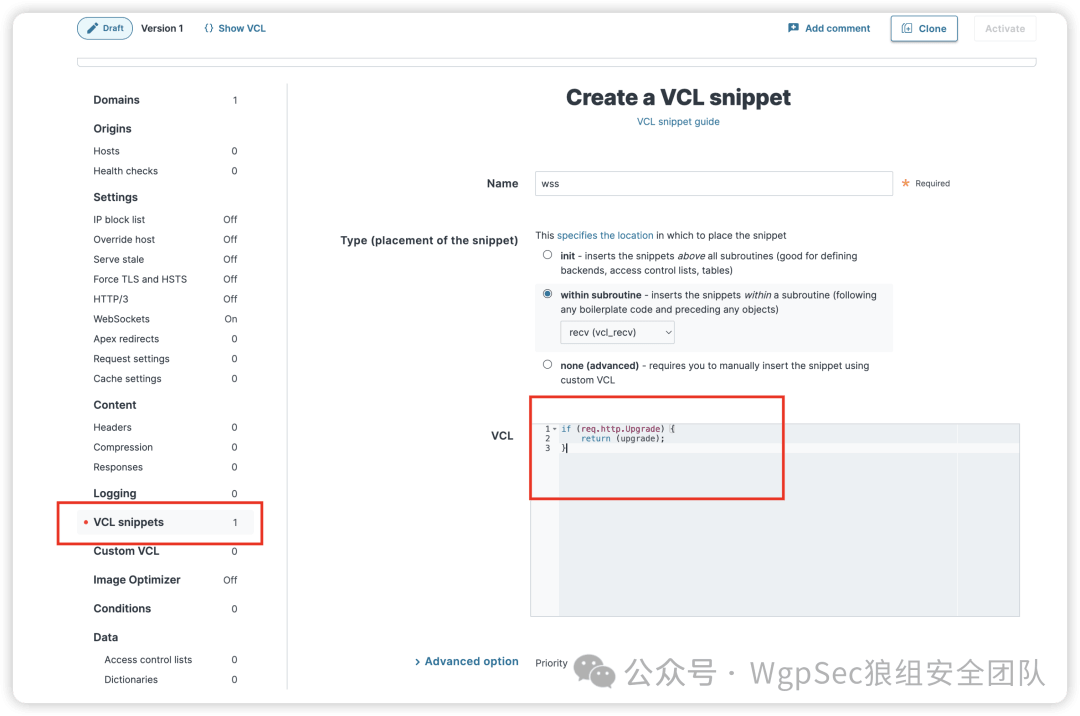 Draft Version 1 {} Show VCL Add comment Clone Activate
Domains 1
Origins
Hosts 0
Health checks 0
Settings
IP block list Off
Override host Off
Serve stale Off
Force TLS and HSTS Off
HTTP/3 Off
WebSockets On
Apex redirects 0
Request settings 0
Cache settings 0
Content
Headers 0
Compression 0
Responses 0
Logging 0
VCL snippets 1
Custom VCL 0
Image Optimizer Off
Conditions 0
Data
Access control lists 0
Dictionaries 0
Create a VCL snippet
VCL snippet guide
Name wss * Required
Type (placement of the snippet) This specifies the location in which to place the snippet
init - inserts the snippets above all subroutines (good for defining
backends, access control lists, tables)
within subroutine - inserts the snippets within a subroutine (following
any boilerplate code and preceding any objects)
recv (vcl_recv)
none (advanced) - requires you to manually insert the snippet using
custom VCL
VCL
1 if (req.http.Upgrade) {
2 return (upgrade);
3 }
Advanced option Priority
公众号 · WgpSec狼组安全团队